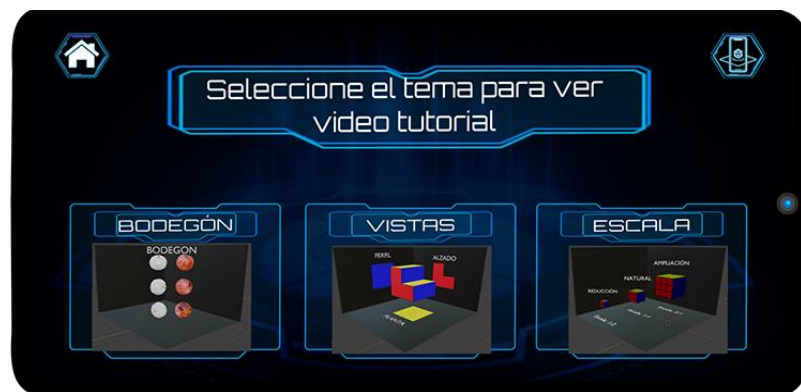 Seleccione el tema para ver
video tutorial
BODEGÓN
VISTAS
ESCALA
BODEGON
PERFIL
ALZADO
PLANTA
AMPLIACIÓN
NATURAL
REDUCCIÓN